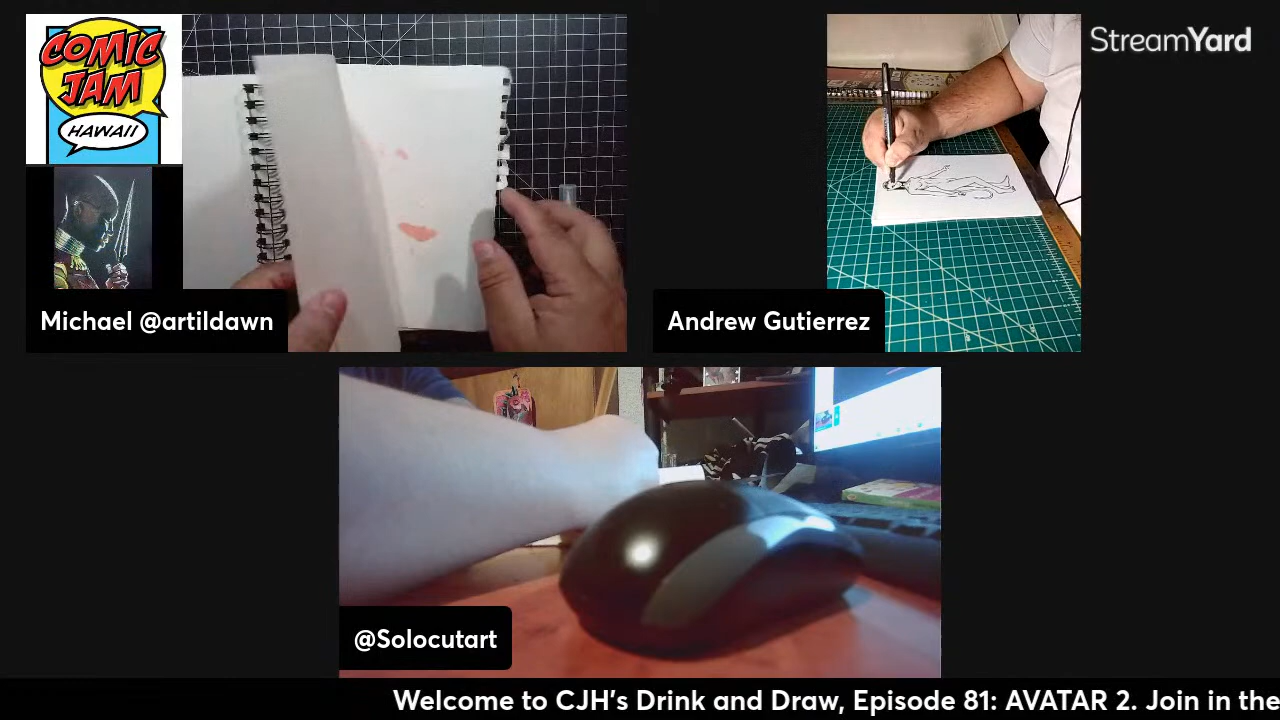 COMIC
JAM
HAWAII
StreamYard
Michael @artildawn
Andrew Gutierrez
@Solocutart
Welcome to CJH's Drink and Draw, Episode 81: AVATAR 2. Join in the